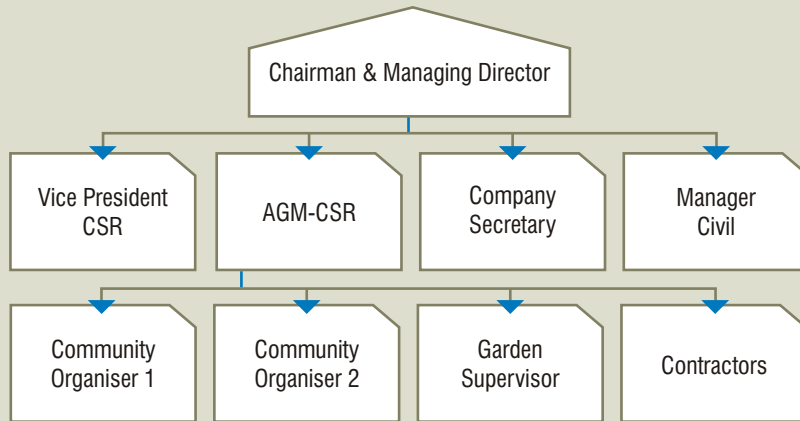 Chairman & Managing Director
Vice President
CSR
AGM-CSR
Company
Secretary
Manager
Civil
Community
Organiser 1
Community
Organiser 2
Garden
Supervisor
Contractors